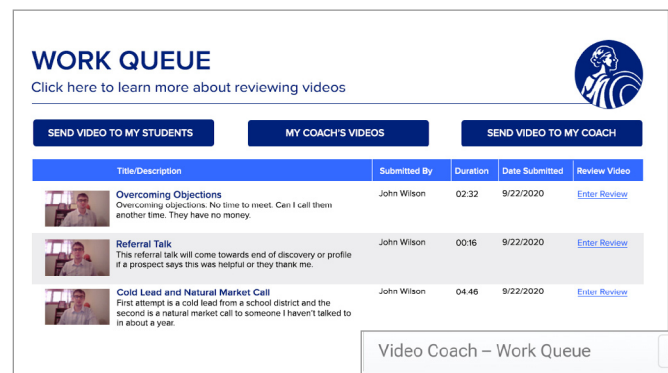 WORK QUEUE
Click here to learn more about reviewing videos
SEND VIDEO TO MY STUDENTS MY COACH'S VIDEOS SEND VIDEO TO MY COACH
Title/Description Submitted By Duration Date Submitted Review Video
Overcoming Objections John Wilson 02:32 9/22/2020 Enter Review
Overcoming objections. No time to meet. Can I call them
another time. They have no money.
Referral Talk John Wilson 00:16 9/22/2020 Enter Review
This referral talk will come towards end of discovery or profile
if a prospect says this was helpful or they thank me.
Cold Lead and Natural Market Call John Wilson 04:46 9/22/2020 Enter Review
First attempt is a cold lead from a school district and the
second is a natural market call to someone I haven't talked to
in about a year.
Video Coach – Work Queue